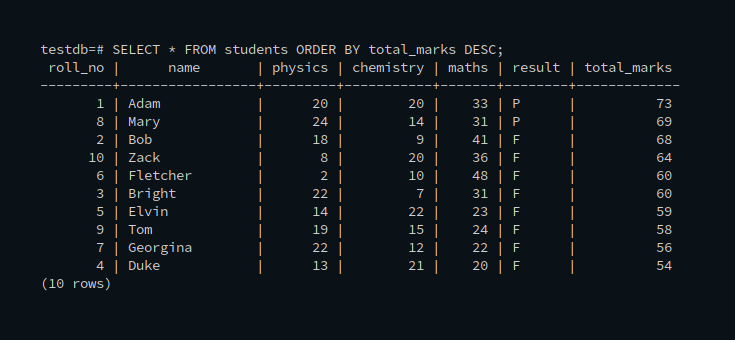 testdb=# SELECT * FROM students ORDER BY total_marks DESC;
 roll_no |      name       | physics | chemistry | maths | result | total_marks
---------+-----------------+---------+-----------+-------+--------+-------------
       1 | Adam            |      20 |        20 |    33 | P      |          73
       8 | Mary            |      24 |        14 |    31 | P      |          69
       2 | Bob             |      18 |         9 |    41 | F      |          68
      10 | Zack            |       8 |        20 |    36 | F      |          64
       6 | Fletcher        |       2 |        10 |    48 | F      |          60
       3 | Bright          |      22 |         7 |    31 | F      |          60
       5 | Elvin           |      14 |        22 |    23 | F      |          59
       9 | Tom             |      19 |        15 |    24 | F      |          58
       7 | Georgina        |      22 |        12 |    22 | F      |          56
       4 | Duke            |      13 |        21 |    20 | F      |          54
(10 rows)